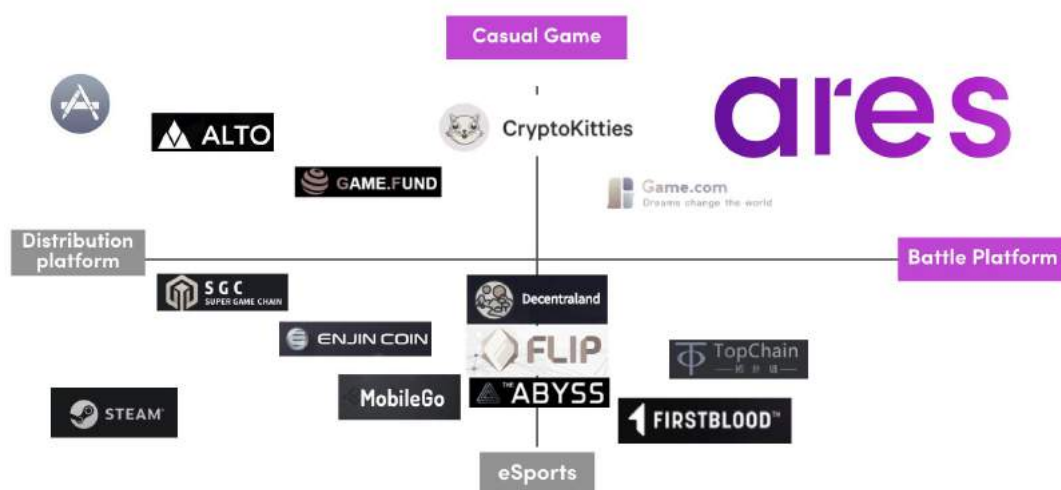 Casual Game
ares
ALTO
CryptoKitties
GAME.FUND
Game.com
Dreams change the world
Distribution
platform
Battle Platform
SGC
SUPER GAME CHAIN
Decentraland
ENJIN COIN
FLIP
TopChain
MobileGo
THE ABYSS
STEAM
FIRSTBLOOD™
eSports